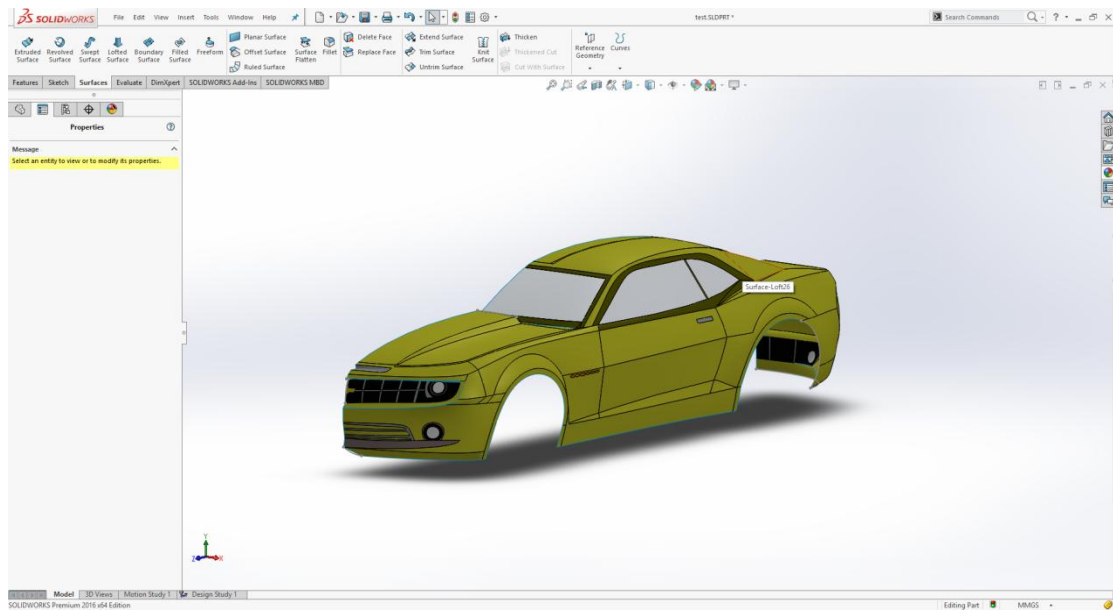 SOLIDWORKS File Edit View Insert Tools Window Help test.SLDPRT * Search Commands
Extruded Surface
Revolved Surface
Swept Surface
Lofted Surface
Boundary Surface
Filled Surface
Freeform
Planar Surface
Offset Surface
Ruled Surface
Surface Flatten
Fillet
Delete Face
Replace Face
Extend Surface
Trim Surface
Untrim Surface
Knit Surface
Thicken
Thickened Cut
Cut With Surface
Reference Geometry
Curves
Features Sketch Surfaces Evaluate DimXpert SOLIDWORKS Add-Ins SOLIDWORKS MBD
Properties
Message
Select an entity to view or to modify its properties.
Surface-Loft26
Y
Z X
Model 3D Views Motion Study 1 Design Study 1
SOLIDWORKS Premium 2016 x64 Edition Editing Part MMGS